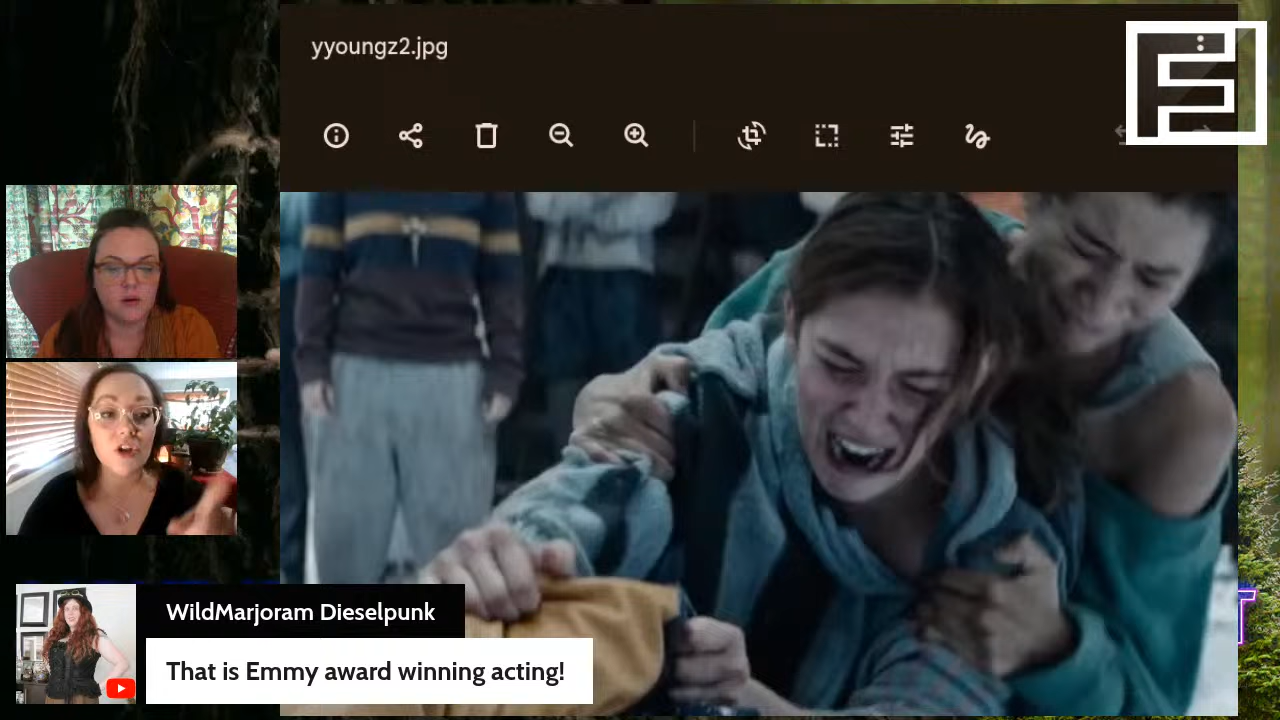 yyoungz2.jpg
WildMarjoram Dieselpunk
That is Emmy award winning acting!